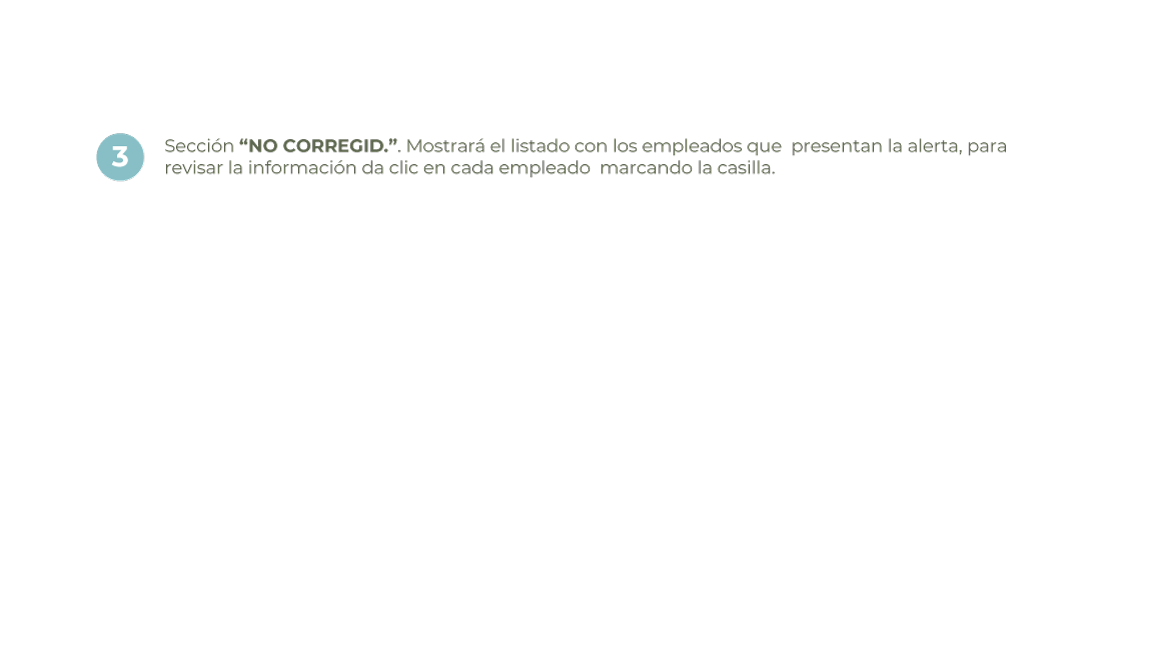 3
Sección “NO CORREGID.”. Mostrará el listado con los empleados que presentan la alerta, para
revisar la información da clic en cada empleado marcando la casilla.